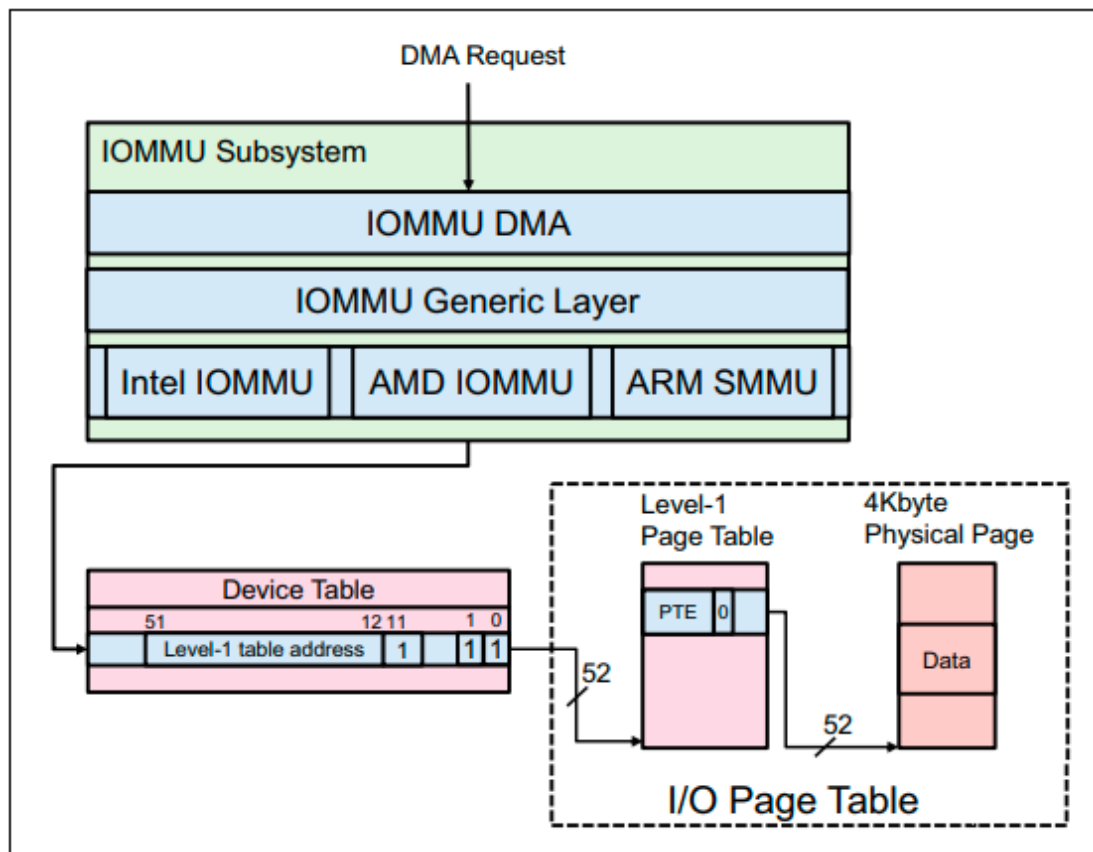 DMA Request
IOMMU Subsystem
IOMMU DMA
IOMMU Generic Layer
Intel IOMMU
AMD IOMMU
ARM SMMU
Level-1
Page Table
4Kbyte
Physical Page
Device Table
51 12 11 1 0
Level-1 table address 1 1 1
PTE 0
Data
52
52
I/O Page Table